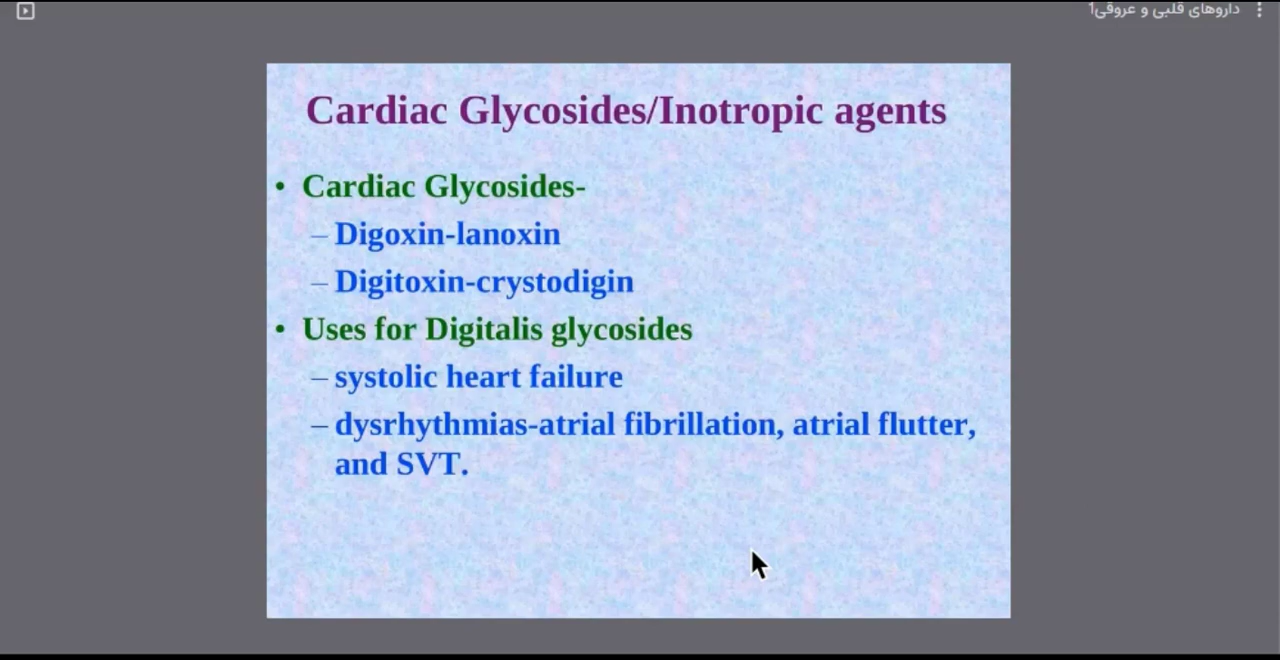 داروهای قلبی و عروقی1
Cardiac Glycosides/Inotropic agents
• Cardiac Glycosides-
– Digoxin-lanoxin
– Digitoxin-crystodigin
• Uses for Digitalis glycosides
– systolic heart failure
– dysrhythmias-atrial fibrillation, atrial flutter,
and SVT.